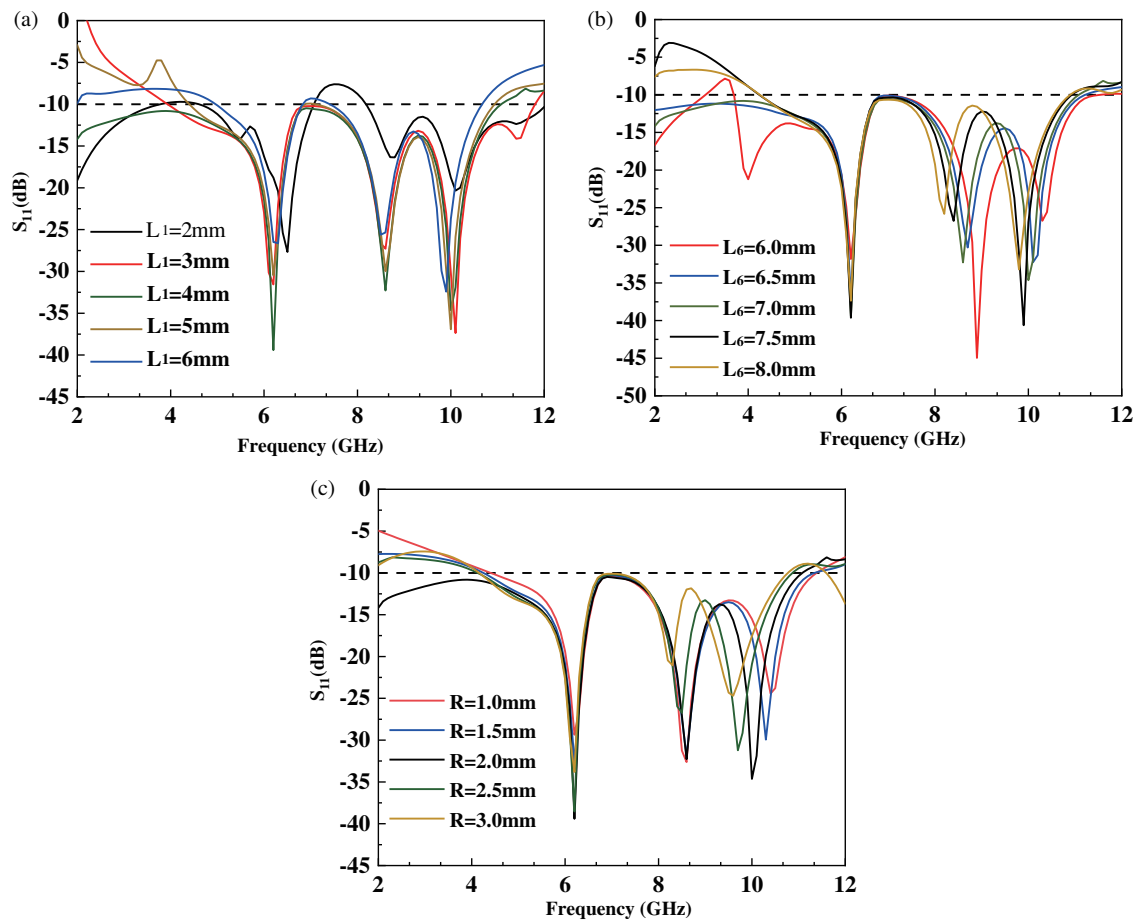 (a)
0
-5
-10
-15
-20
-25
-30
-35
-40
-45
S11(dB)
L1=2mm
L1=3mm
L1=4mm
L1=5mm
L1=6mm
2 4 6 8 10 12
Frequency (GHz)
(b)
0
-5
-10
-15
-20
-25
-30
-35
-40
-45
-50
S11(dB)
L6=6.0mm
L6=6.5mm
L6=7.0mm
L6=7.5mm
L6=8.0mm
2 4 6 8 10 12
Frequency (GHz)
(c)
0
-5
-10
-15
-20
-25
-30
-35
-40
-45
S11(dB)
R=1.0mm
R=1.5mm
R=2.0mm
R=2.5mm
R=3.0mm
2 4 6 8 10 12
Frequency (GHz)